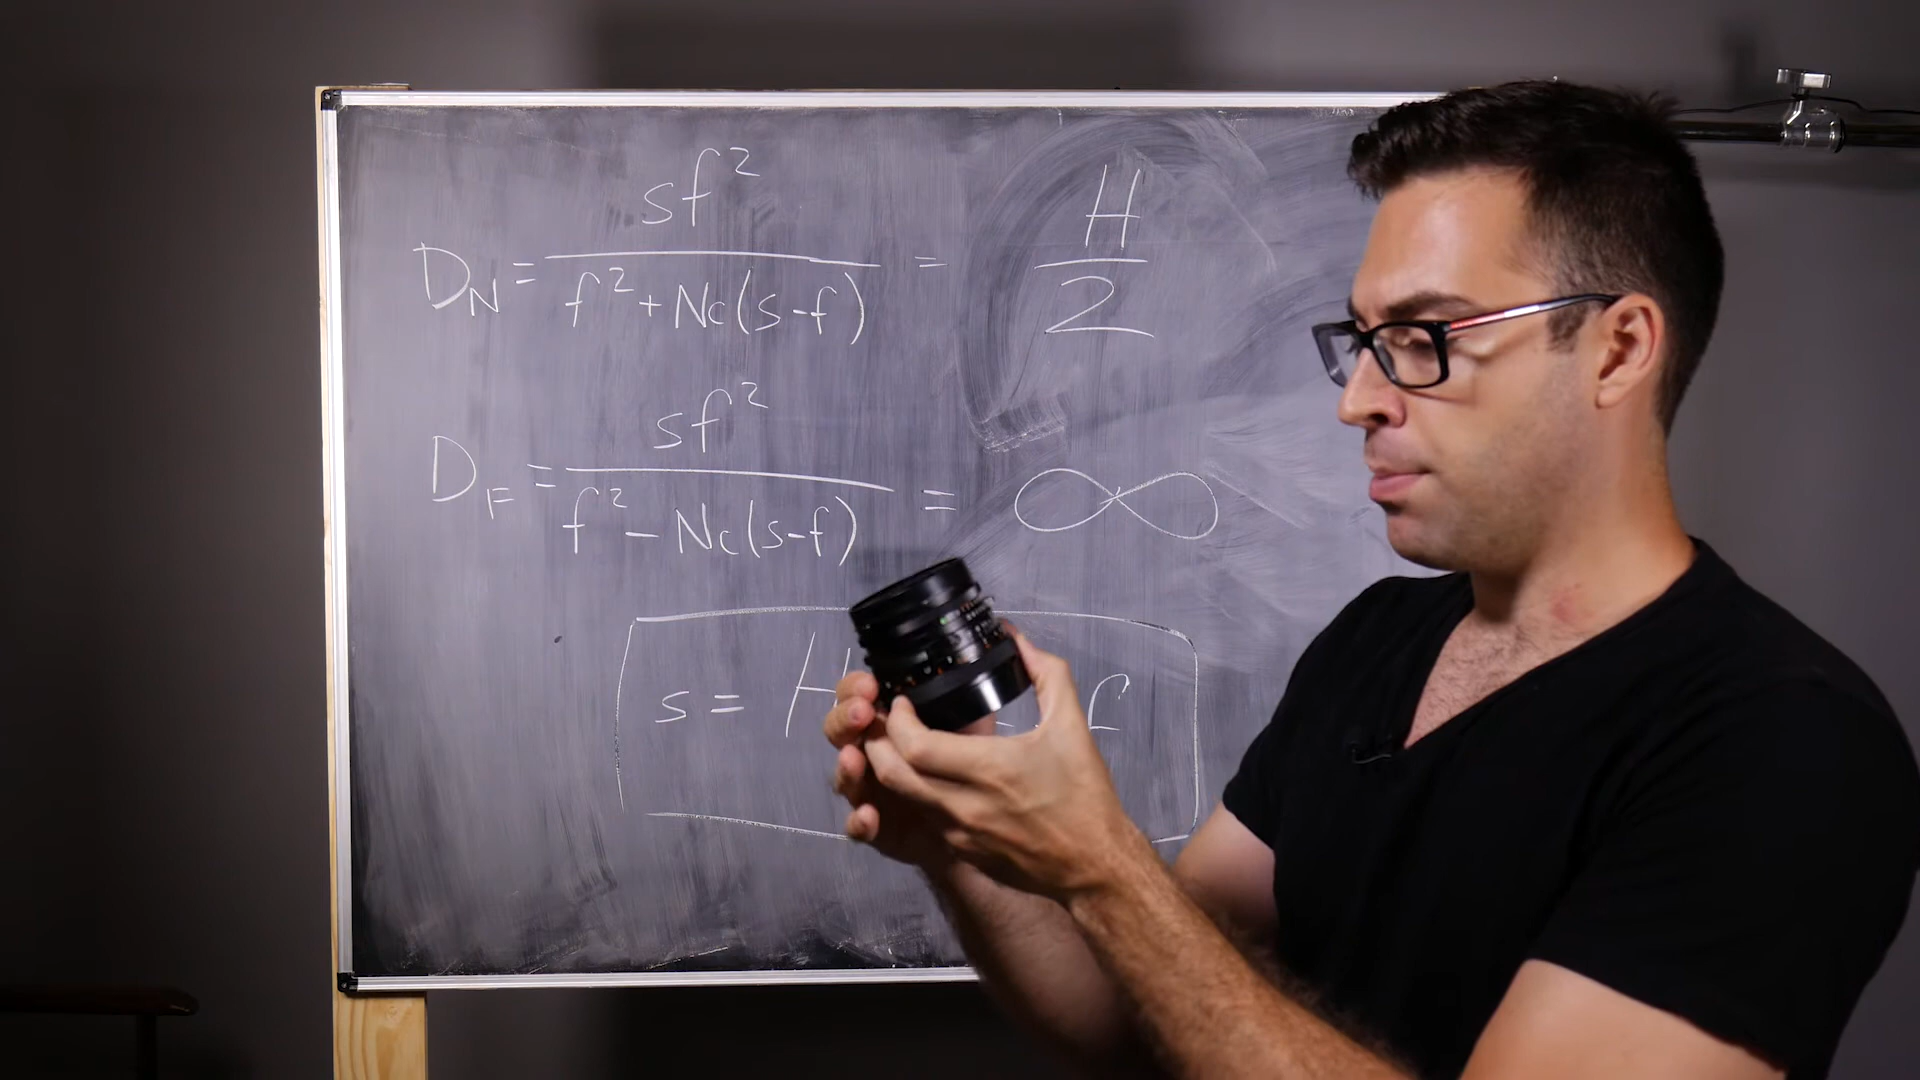 D_N = sf² / (f² + Nc(s-f)) = H / 2
D_F = sf² / (f² - Nc(s-f)) = ∞
s = H f